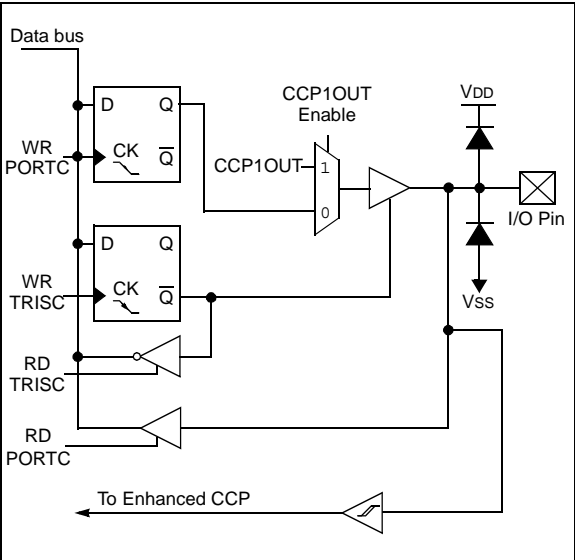 Data bus
D Q
WR
PORTC
CK Q
CCP1OUT
Enable
CCP1OUT
1
0
VDD
I/O Pin
VSS
D Q
WR
TRISC
CK Q
RD
TRISC
RD
PORTC
To Enhanced CCP